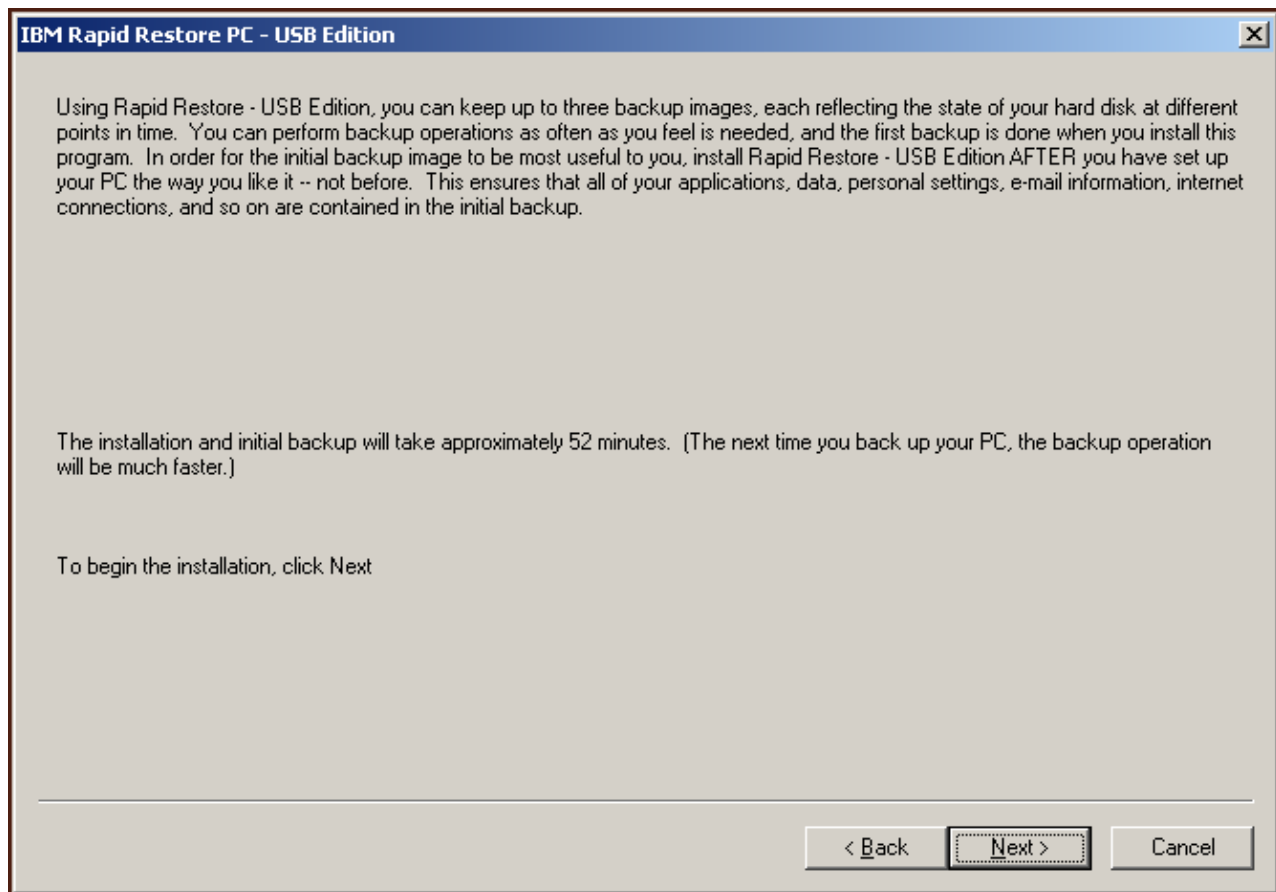 IBM Rapid Restore PC - USB Edition
Using Rapid Restore - USB Edition, you can keep up to three backup images, each reflecting the state of your hard disk at different
points in time.  You can perform backup operations as often as you feel is needed, and the first backup is done when you install this
program.  In order for the initial backup image to be most useful to you, install Rapid Restore - USB Edition AFTER you have set up
your PC the way you like it -- not before.  This ensures that all of your applications, data, personal settings, e-mail information, internet
connections, and so on are contained in the initial backup.
The installation and initial backup will take approximately 52 minutes.  (The next time you back up your PC, the backup operation
will be much faster.)
To begin the installation, click Next
< Back
Next >
Cancel